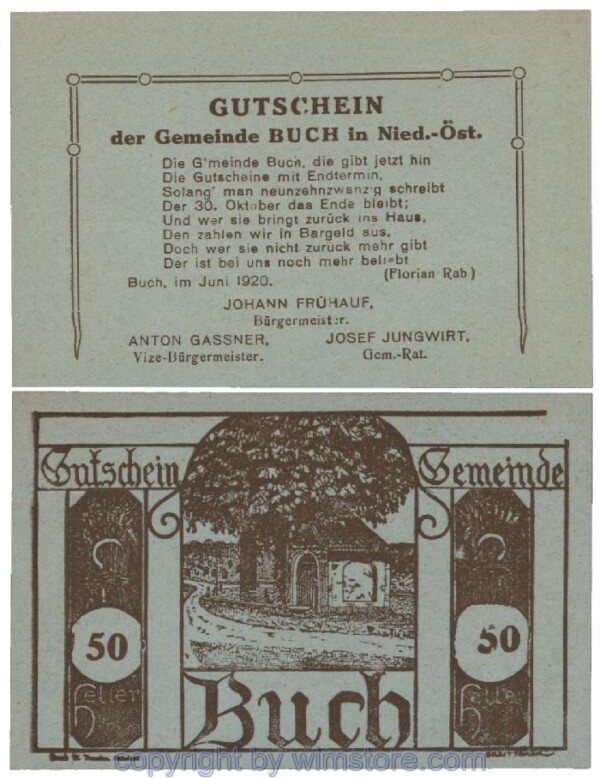 GUTSCHEIN
der Gemeinde BUCH in Nied.-Öst.
Die G'meinde Buch, die gibt jetzt hin
Die Gutscheine mit Endtermin,
Solang' man neunzehnzwanzig schreibt
Der 30. Oktober das Ende bleibt;
Und wer sie bringt zurück ins Haus,
Den zahlen wir in Bargeld aus,
Doch wer sie nicht zurück mehr gibt
Der ist bei uns noch mehr beliebt
(Florian Rab)
Buch, im Juni 1920.
JOHANN FRÜHAUF,
Bürgermeister.
ANTON GASSNER, JOSEF JUNGWIRT,
Vize-Bürgermeister. Gem.-Rat.
Gutschein Gemeinde
50 50
Heller Heller
Buch
copyright by wimstore.com